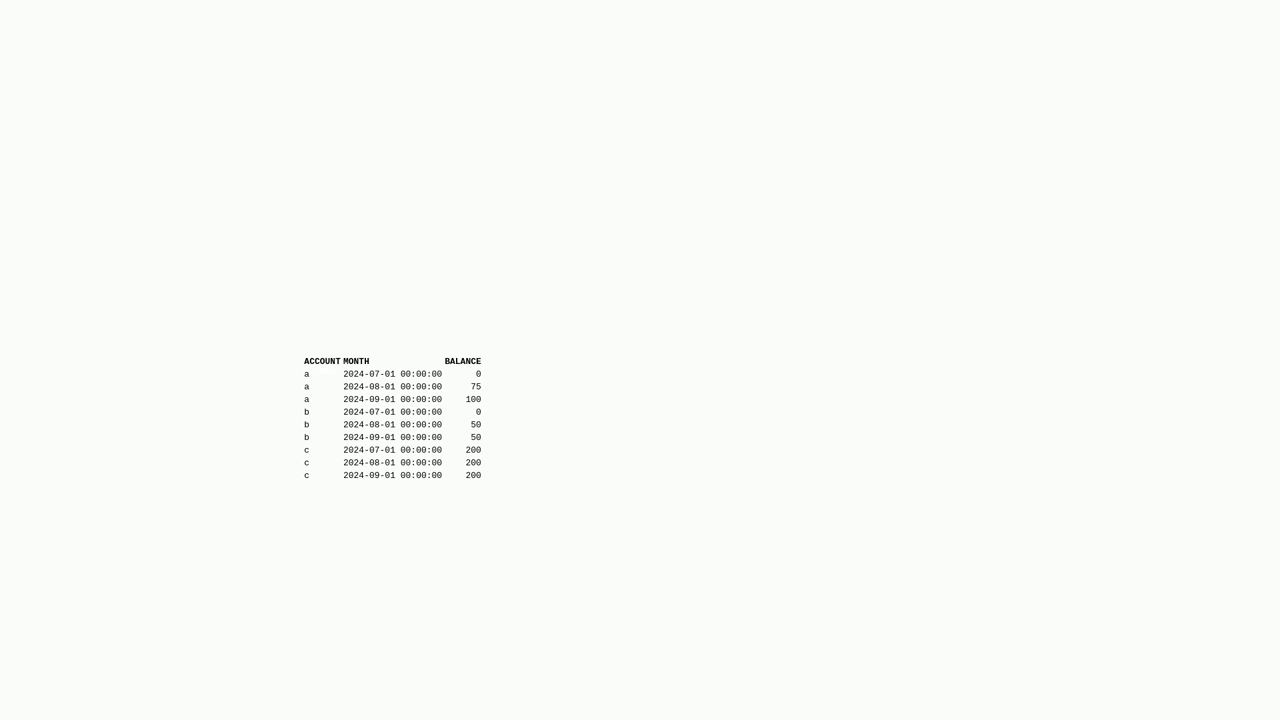 ACCOUNT MONTH BALANCE
a 2024-07-01 00:00:00 0
a 2024-08-01 00:00:00 75
a 2024-09-01 00:00:00 100
b 2024-07-01 00:00:00 0
b 2024-08-01 00:00:00 50
b 2024-09-01 00:00:00 50
c 2024-07-01 00:00:00 200
c 2024-08-01 00:00:00 200
c 2024-09-01 00:00:00 200